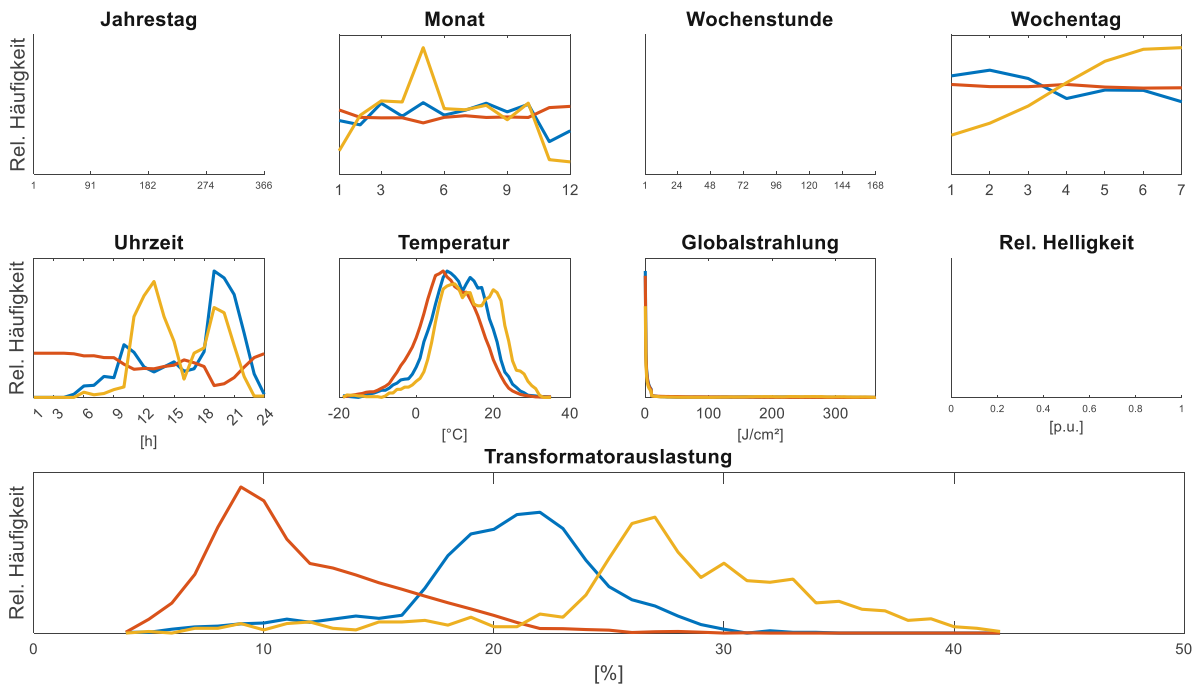 Jahrestag Monat Wochenstunde Wochentag
Rel. Häufigkeit
1 91 182 274 366 1 3 6 9 12 1 24 48 72 96 120 144 168 1 2 3 4 5 6 7
Uhrzeit Temperatur Globalstrahlung Rel. Helligkeit
Rel. Häufigkeit
1 3 6 9 12 15 18 21 24 -20 0 20 40 0 100 200 300 0 0.2 0.4 0.6 0.8 1
[h] [°C] [J/cm²] [p.u.]
Transformatorauslastung
Rel. Häufigkeit
0 10 20 30 40 50
[%]